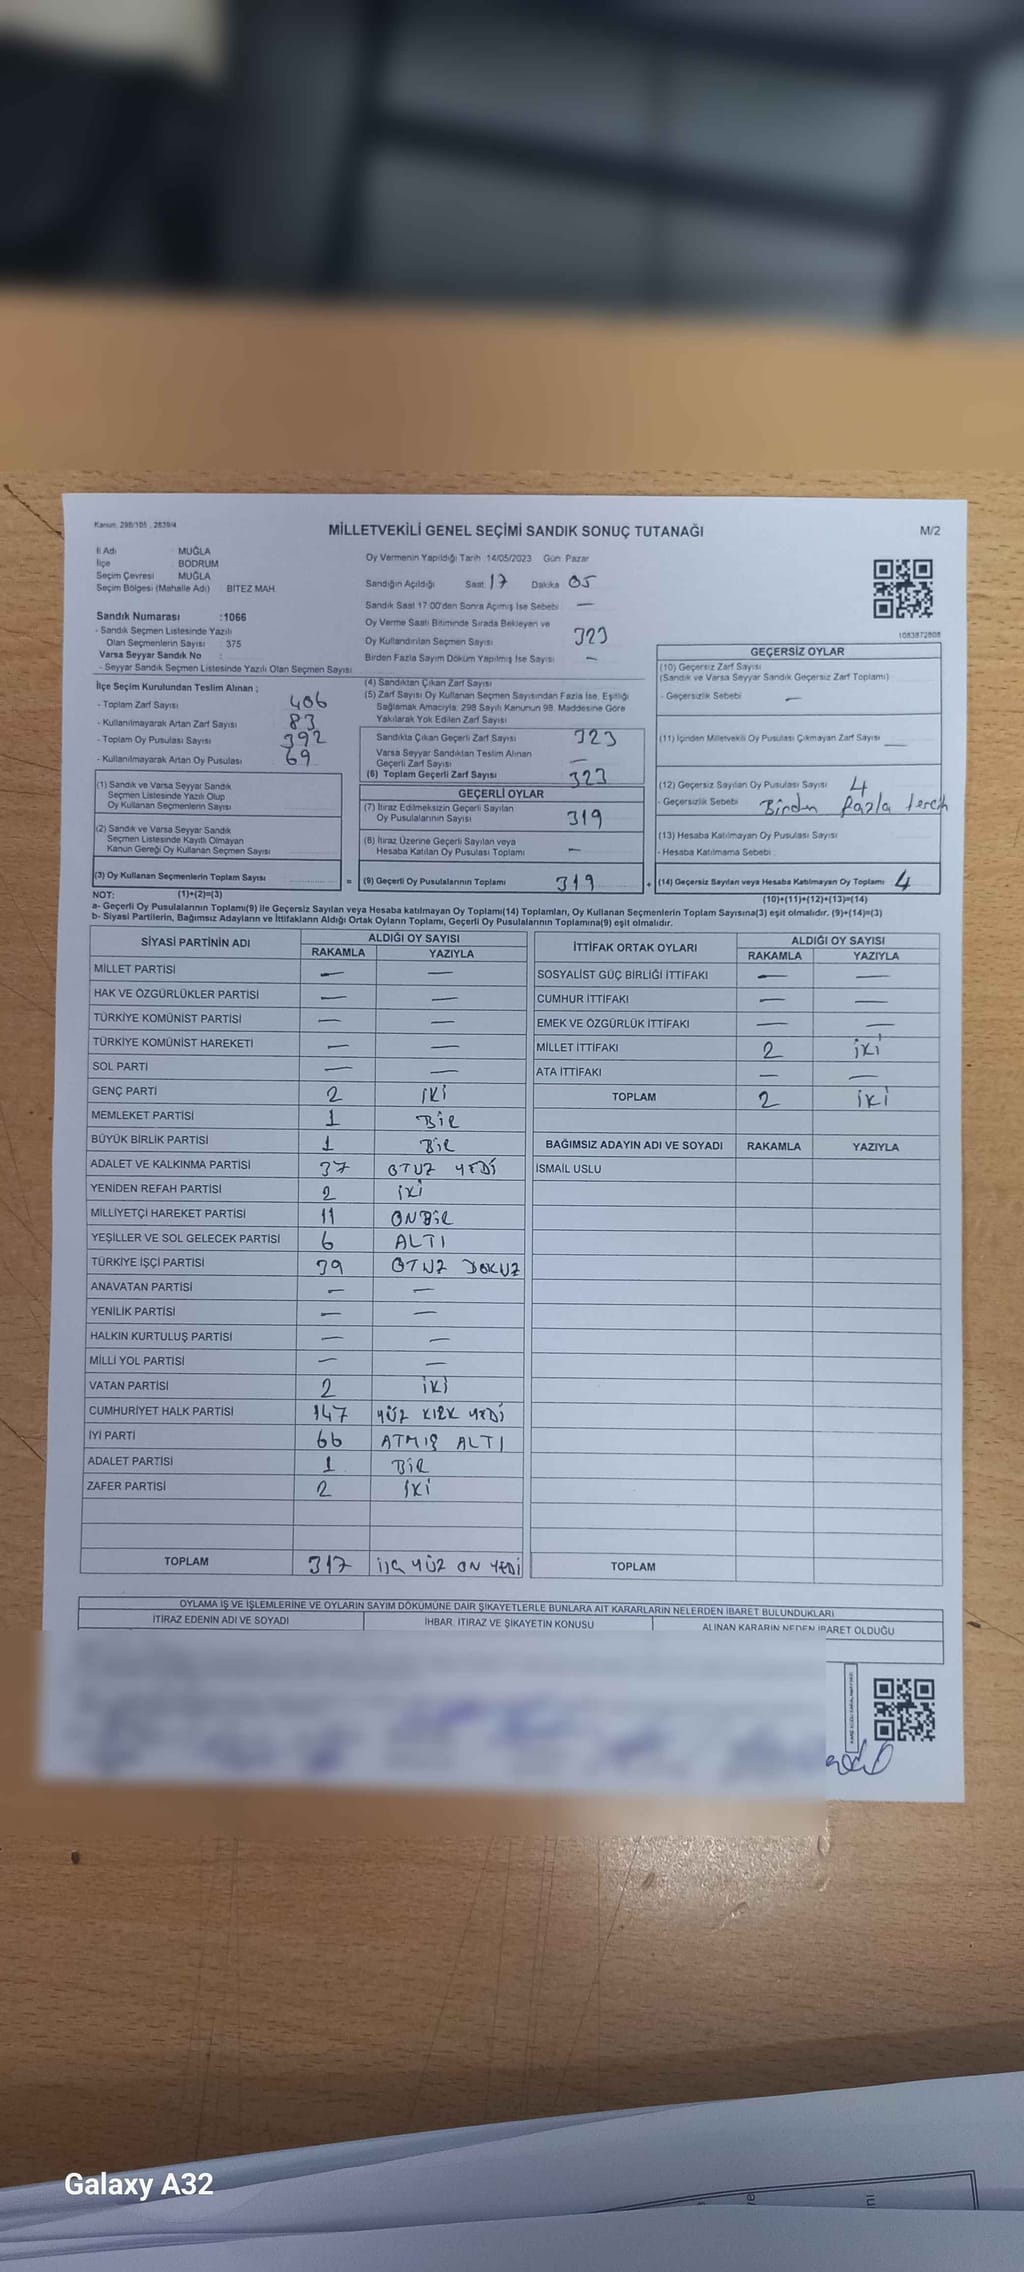 Kanun: 298/105 , 2839/4
MİLLETVEKİLİ GENEL SEÇİMİ SANDIK SONUÇ TUTANAĞI
M/2
İl Adı : MUĞLA
İlçe : BODRUM
Seçim Çevresi : MUĞLA
Seçim Bölgesi (Mahalle Adı) : BİTEZ MAH.
Sandık Numarası :1066
- Sandık Seçmen Listesinde Yazılı
Olan Seçmenlerin Sayısı : 375
Varsa Seyyar Sandık No :
- Seyyar Sandık Seçmen Listesinde Yazılı Olan Seçmen Sayısı
İlçe Seçim Kurulundan Teslim Alınan ;
- Toplam Zarf Sayısı 406
- Kullanılmayarak Artan Zarf Sayısı 83
- Toplam Oy Pusulası Sayısı 392
- Kullanılmayarak Artan Oy Pusulası 69
(1) Sandık ve Varsa Seyyar Sandık
Seçmen Listesinde Yazılı Olup
Oy Kullanan Seçmenlerin Sayısı
(2) Sandık ve Varsa Seyyar Sandık
Seçmen Listesinde Kayıtlı Olmayan
Kanun Gereği Oy Kullanan Seçmen Sayısı
(3) Oy Kullanan Seçmenlerin Toplam Sayısı
Oy Vermenin Yapıldığı Tarih :14/05/2023 Gün: Pazar
Sandığın Açıldığı Saat 17 Dakika 05
Sandık Saat 17:00'den Sonra Açımış İse Sebebi —
Oy Verme Saati Bitiminde Sırada Bekleyen ve
Oy Kullandırılan Seçmen Sayısı 323
Birden Fazla Sayım Döküm Yapılmış İse Sayısı —
(4) Sandıktan Çıkan Zarf Sayısı
(5) Zarf Sayısı Oy Kullanan Seçmen Sayısından Fazla İse, Eşitliği
Sağlamak Amacıyla; 298 Sayılı Kanunun 98. Maddesine Göre
Yakılarak Yok Edilen Zarf Sayısı
Sandıkta Çıkan Geçerli Zarf Sayısı 323
Varsa Seyyar Sandıktan Teslim Alınan
Geçerli Zarf Sayısı —
(6) Toplam Geçerli Zarf Sayısı 323
GEÇERLİ OYLAR
(7) İtiraz Edilmeksizin Geçerli Sayılan
Oy Pusulalarının Sayısı 319
(8) İtiraz Üzerine Geçerli Sayılan veya
Hesaba Katılan Oy Pusulası Toplamı —
= (9) Geçerli Oy Pusulalarının Toplamı 319
1083872808
GEÇERSİZ OYLAR
(10) Geçersiz Zarf Sayısı
(Sandık ve Varsa Seyyar Sandık Geçersiz Zarf Toplamı)
- Geçersizlik Sebebi —
(11) İçinden Milletvekili Oy Pusulası Çıkmayan Zarf Sayısı —
(12) Geçersiz Sayılan Oy Pusulası Sayısı 4
- Geçersizlik Sebebi Birden fazla tercih
(13) Hesaba Katılmayan Oy Pusulası Sayısı
- Hesaba Katılmama Sebebi :
+ (14) Geçersiz Sayılan veya Hesaba Katılmayan Oy Toplamı 4
NOT: (1)+(2)=(3)
(10)+(11)+(12)+(13)=(14)
a- Geçerli Oy Pusulasının Toplamı(9) ile Geçersiz Sayılan veya Hesaba katılmayan Oy Toplamı(14) Toplamları, Oy Kullanan Seçmenlerin Toplam Sayısına(3) eşit olmalıdır. (9)+(14)=(3)
b- Siyasi Partilerin, Bağımsız Adayların ve İttifakların Aldığı Ortak Oyların Toplamı, Geçerli Oy Pusulalarının Toplamına(9) eşit olmalıdır.
SİYASİ PARTİNİN ADI ALDIĞI OY SAYISI
RAKAMLA YAZIYLA
MİLLET PARTİSİ — —
HAK VE ÖZGÜRLÜKLER PARTİSİ — —
TÜRKİYE KOMÜNİST PARTİSİ — —
TÜRKİYE KOMÜNİST HAREKETİ — —
SOL PARTİ — —
GENÇ PARTİ 2 İKİ
MEMLEKET PARTİSİ 1 BİR
BÜYÜK BİRLİK PARTİSİ 1 BİR
ADALET VE KALKINMA PARTİSİ 37 OTUZ YEDİ
YENİDEN REFAH PARTİSİ 2 İKİ
MİLLİYETÇİ HAREKET PARTİSİ 11 ONBİR
YEŞİLLER VE SOL GELECEK PARTİSİ 6 ALTI
TÜRKİYE İŞÇİ PARTİSİ 39 OTUZ DOKUZ
ANAVATAN PARTİSİ — —
YENİLİK PARTİSİ — —
HALKIN KURTULUŞ PARTİSİ — —
MİLLİ YOL PARTİSİ — —
VATAN PARTİSİ 2 İKİ
CUMHURİYET HALK PARTİSİ 147 YÜZ KIRK YEDİ
İYİ PARTİ 66 ATMIŞ ALTI
ADALET PARTİSİ 1 BİR
ZAFER PARTİSİ 2 İKİ
TOPLAM 317 ÜÇ YÜZ ON YEDİ
İTTİFAK ORTAK OYLARI ALDIĞI OY SAYISI
RAKAMLA YAZIYLA
SOSYALİST GÜÇ BİRLİĞİ İTTİFAKI — —
CUMHUR İTTİFAKI — —
EMEK VE ÖZGÜRLÜK İTTİFAKI — —
MİLLET İTTİFAKI 2 İKİ
ATA İTTİFAKI — —
TOPLAM 2 İKİ
BAĞIMSIZ ADAYIN ADI VE SOYADI RAKAMLA YAZIYLA
İSMAİL USLU
TOPLAM
OYLAMA İŞ VE İŞLEMLERİNE VE OYLARIN SAYIM DÖKÜMÜNE DAİR ŞİKAYETLERLE BUNLARA AİT KARARLARIN NELERDEN İBARET BULUNDUKLARI
İTİRAZ EDENİN ADI VE SOYADI İHBAR, İTİRAZ VE ŞİKAYETİN KONUSU ALINAN KARARIN NEDEN İBARET OLDUĞU
Galaxy A32